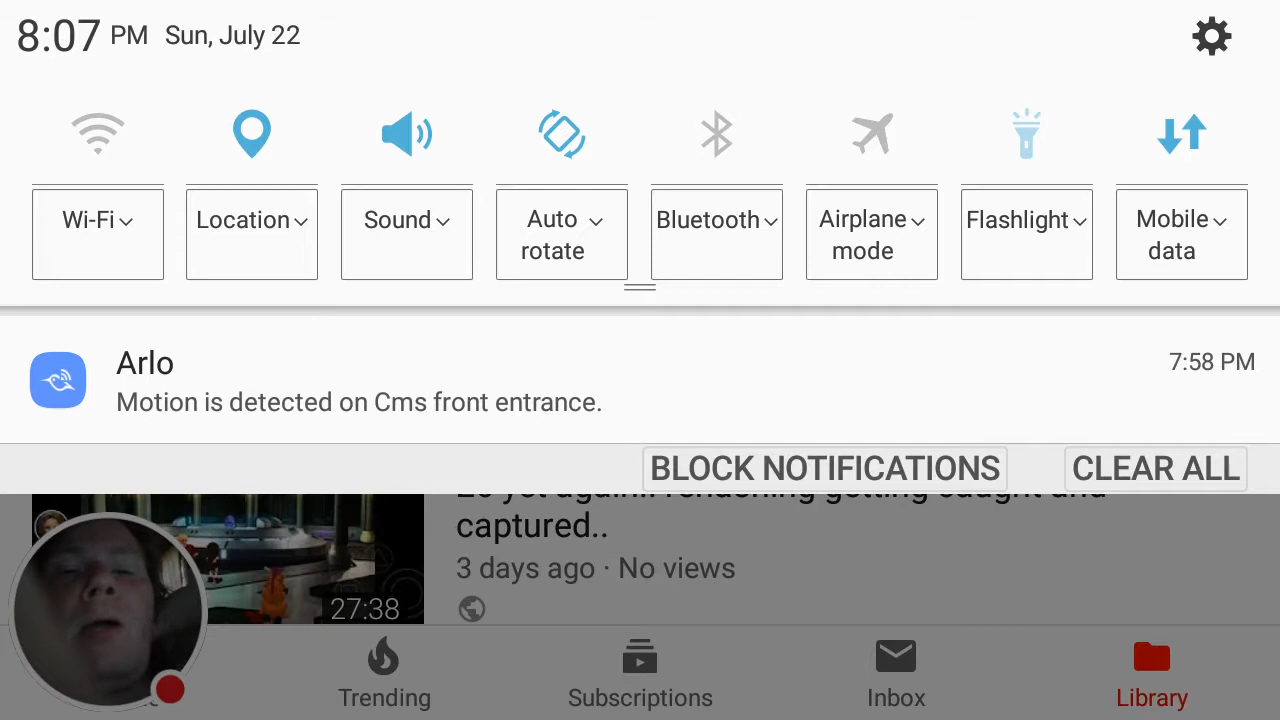 8:07 PM Sun, July 22
Wi-Fi
Location
Sound
Auto rotate
Bluetooth
Airplane mode
Flashlight
Mobile data
Arlo
7:58 PM
Motion is detected on Cms front entrance.
BLOCK NOTIFICATIONS
CLEAR ALL
captured..
3 days ago · No views
27:38
Trending
Subscriptions
Inbox
Library